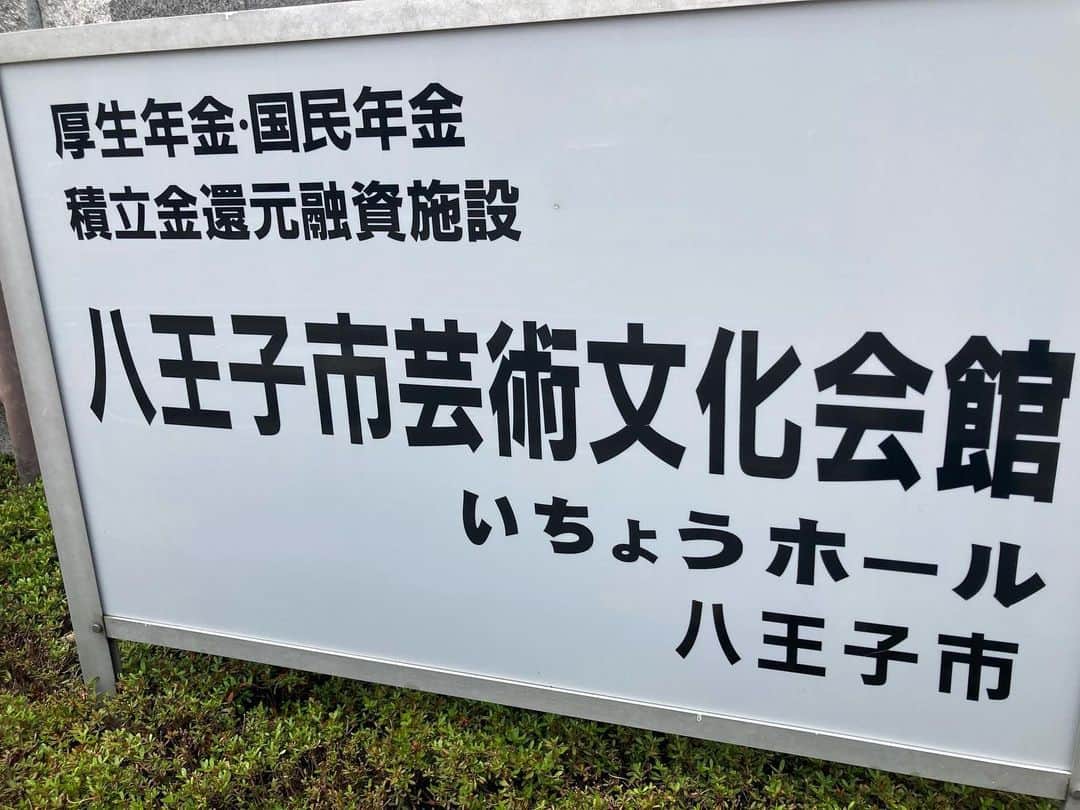 厚生年金・国民年金
積立金還元融資施設
八王子市芸術文化会館
いちょうホール
八王子市